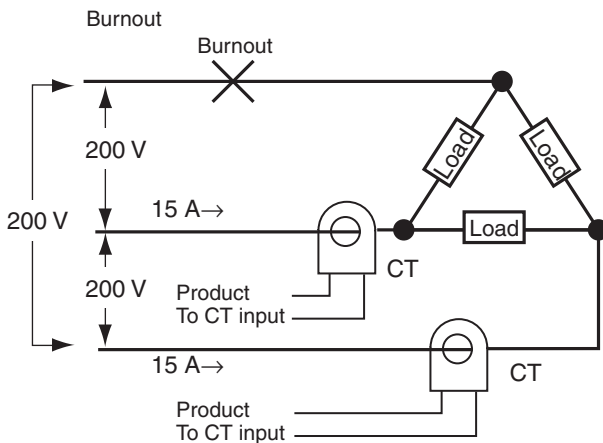 Burnout
Burnout
200 V
Load
Load
15 A→
200 V
Load
CT
200 V
Product
To CT input
15 A→
CT
Product
To CT input